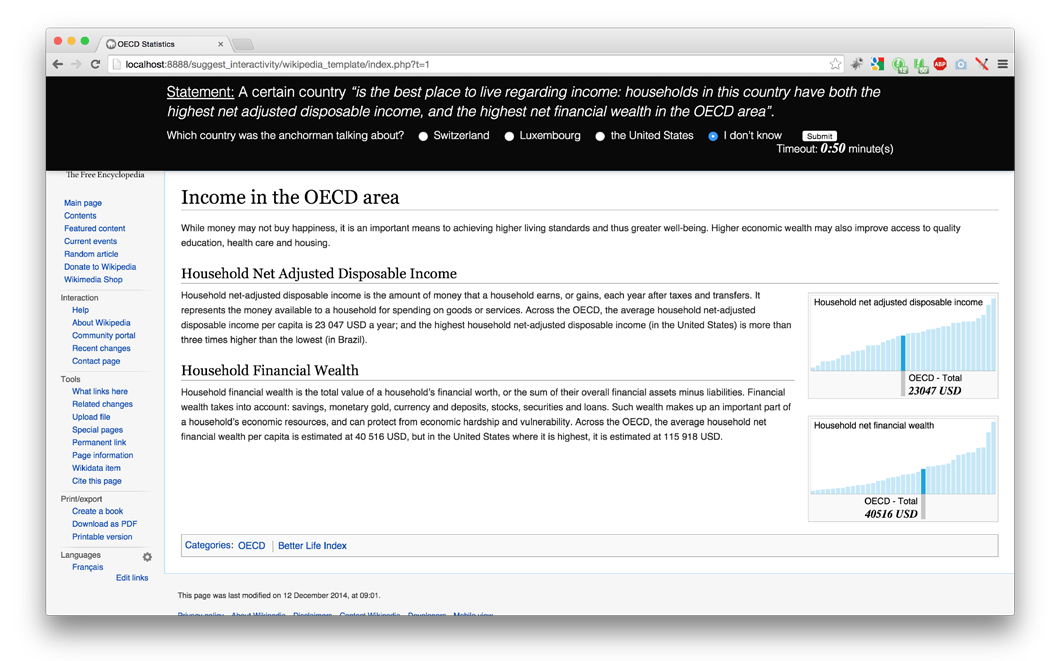 OECD Statistics
localhost:8888/suggest_interactivity/wikipedia_template/index.php?t=1
Statement: A certain country “is the best place to live regarding income: households in this country have both the
highest net adjusted disposable income, and the highest net financial wealth in the OECD area”.
Which country was the anchorman talking about? Switzerland Luxembourg the United States I don't know Submit
Timeout: 0:50 minute(s)
The Free Encyclopedia
Main page
Contents
Featured content
Current events
Random article
Donate to Wikipedia
Wikimedia Shop
Interaction
Help
About Wikipedia
Community portal
Recent changes
Contact page
Tools
What links here
Related changes
Upload file
Special pages
Permanent link
Page information
Wikidata item
Cite this page
Print/export
Create a book
Download as PDF
Printable version
Languages
Français
Edit links
Income in the OECD area
While money may not buy happiness, it is an important means to achieving higher living standards and thus greater well-being. Higher economic wealth may also improve access to quality
education, health care and housing.
Household Net Adjusted Disposable Income
Household net-adjusted disposable income is the amount of money that a household earns, or gains, each year after taxes and transfers. It
represents the money available to a household for spending on goods or services. Across the OECD, the average household net-adjusted
disposable income per capita is 23 047 USD a year; and the highest household net-adjusted disposable income (in the United States) is more than
three times higher than the lowest (in Brazil).
Household Financial Wealth
Household financial wealth is the total value of a household's financial worth, or the sum of their overall financial assets minus liabilities. Financial
wealth takes into account: savings, monetary gold, currency and deposits, stocks, securities and loans. Such wealth makes up an important part of
a household's economic resources, and can protect from economic hardship and vulnerability. Across the OECD, the average household net
financial wealth per capita is estimated at 40 516 USD, but in the United States where it is highest, it is estimated at 115 918 USD.
Household net adjusted disposable income
OECD - Total
23047 USD
Household net financial wealth
OECD - Total
40516 USD
Categories: OECD | Better Life Index
This page was last modified on 12 December 2014, at 09:01.
Privacy policy About Wikipedia Disclaimers Contact Wikipedia Developers Mobile view